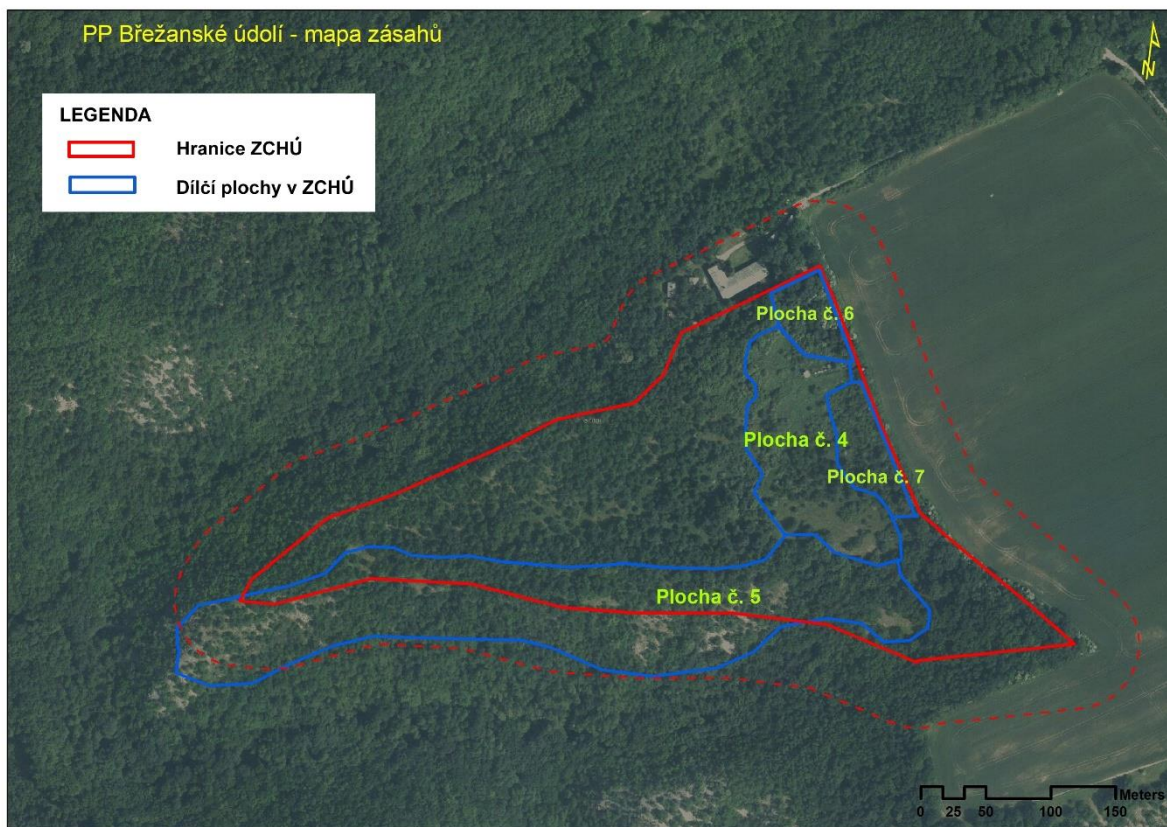 PP Břežanské údolí - mapa zásahů
N
LEGENDA
Hranice ZCHÚ
Dílčí plochy v ZCHÚ
Plocha č. 6
Plocha č. 4
Plocha č. 7
Plocha č. 5
Meters
0 25 50 100 150